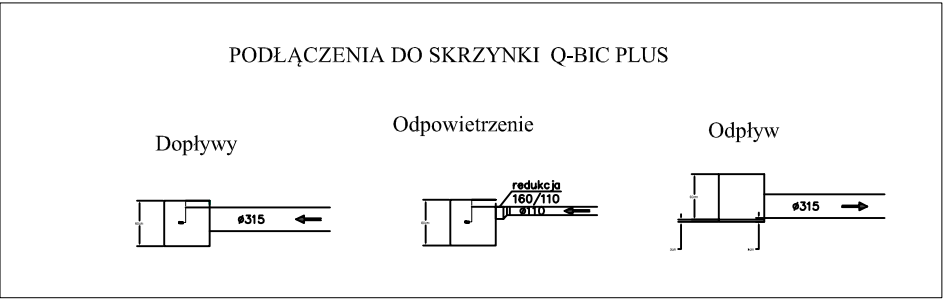 PODŁĄCZENIA DO SKRZYNKI Q-BIC PLUS
Dopływy
Odpowietrzenie
Odpływ
ø315
redukcja
160/110
ø110
ø315